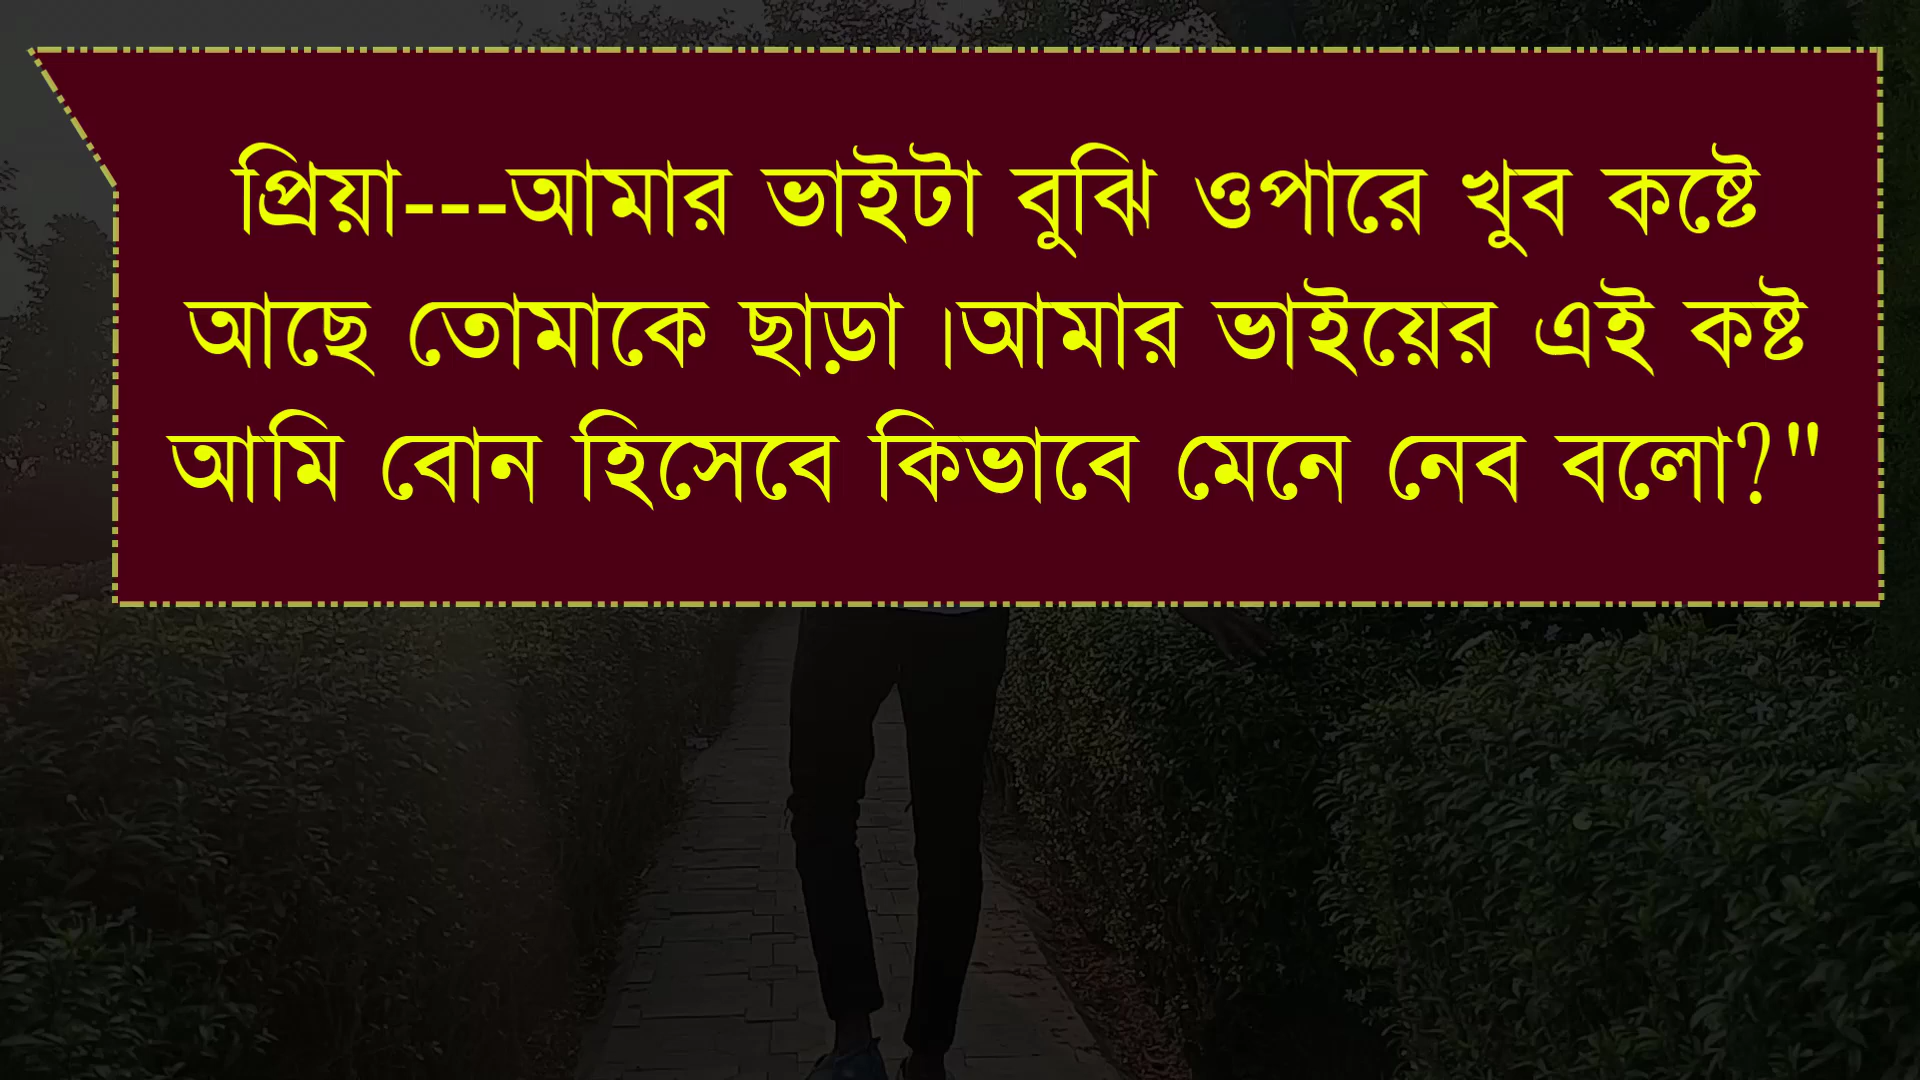 প্রিয়া---আমার ভাইটা বুঝি ওপারে খুব কষ্টে
আছে তোমাকে ছাড়া ।আমার ভাইয়ের এই কষ্ট
আমি বোন হিসেবে কিভাবে মেনে নেব বলো?"